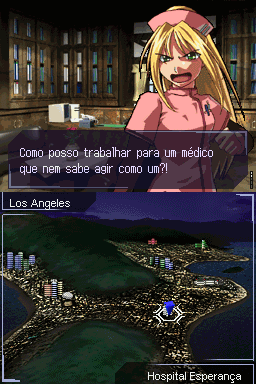 Como posso trabalhar para um médico
que nem sabe agir como um?!
Los Angeles
Hospital Esperança